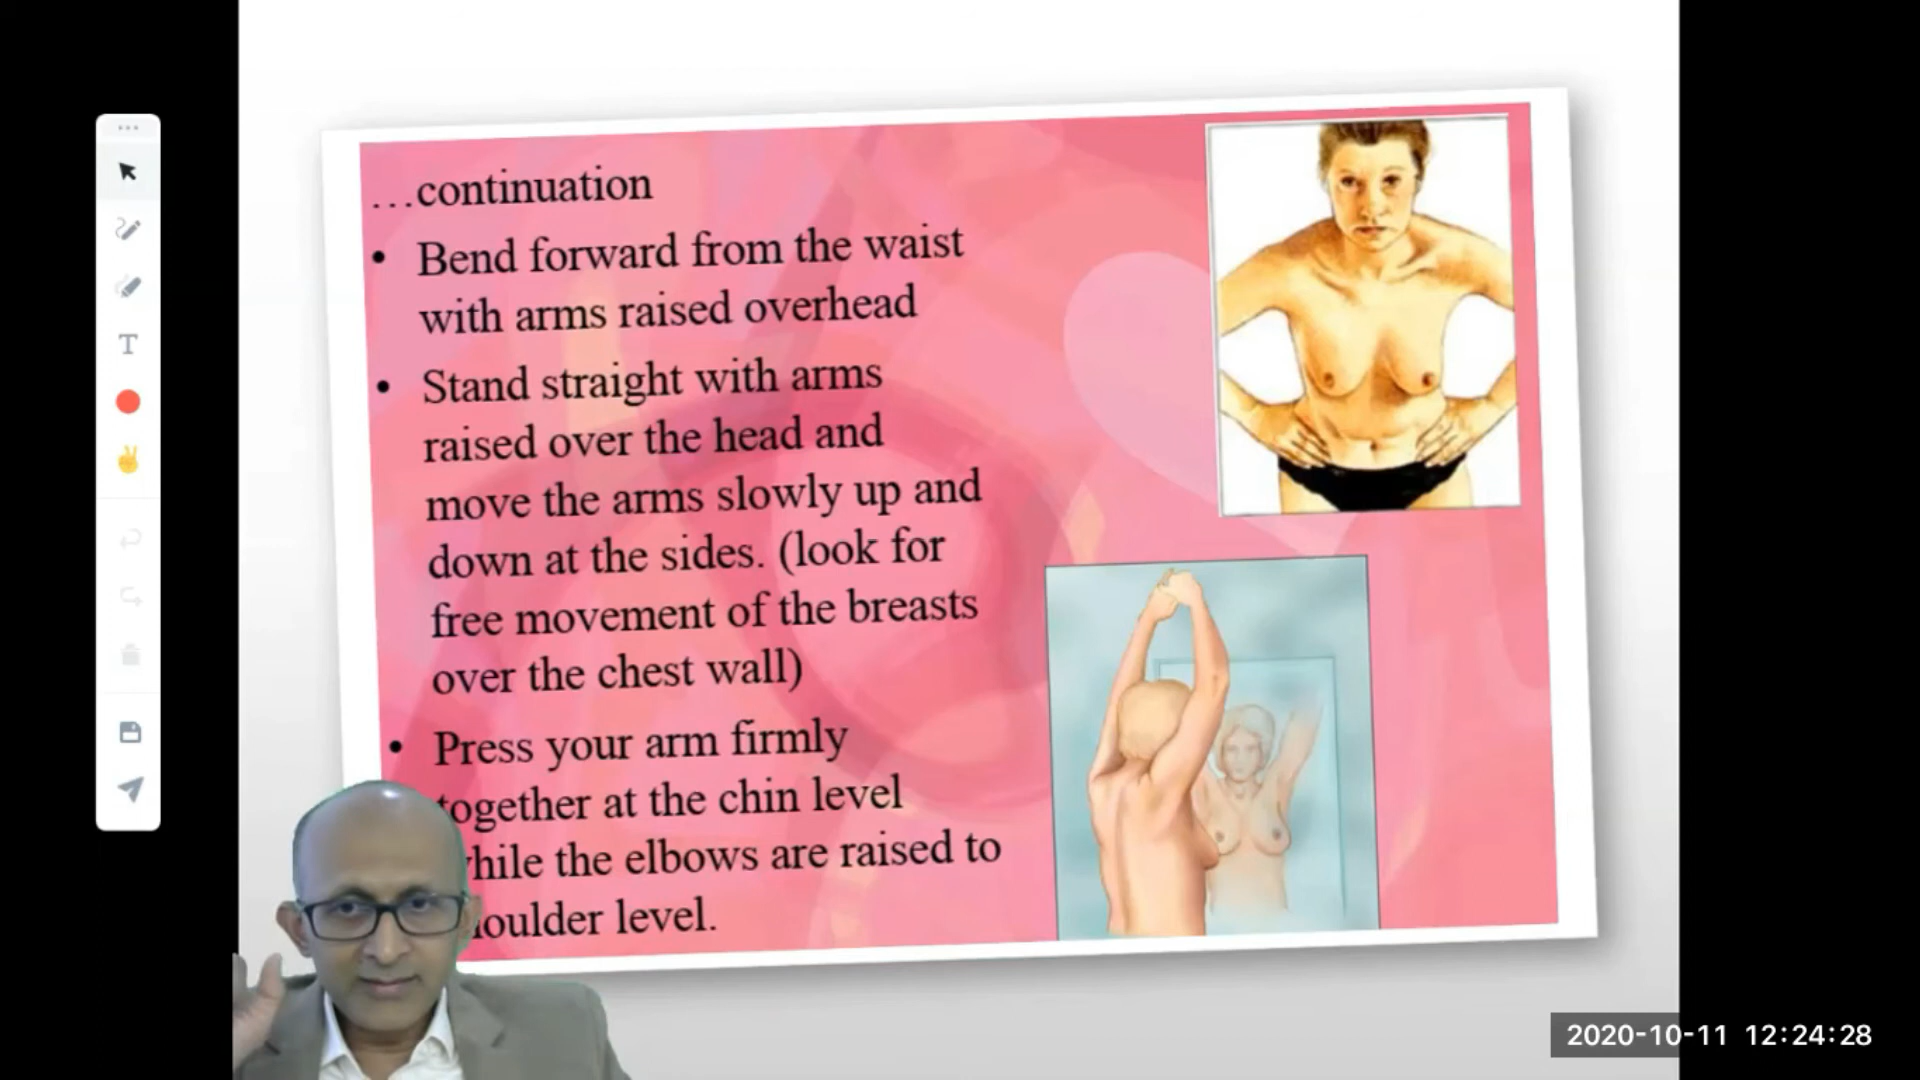 ...continuation
• Bend forward from the waist
with arms raised overhead
• Stand straight with arms
raised over the head and
move the arms slowly up and
down at the sides. (look for
free movement of the breasts
over the chest wall)
• Press your arm firmly
together at the chin level
while the elbows are raised to
shoulder level.
T
2020-10-11 12:24:28